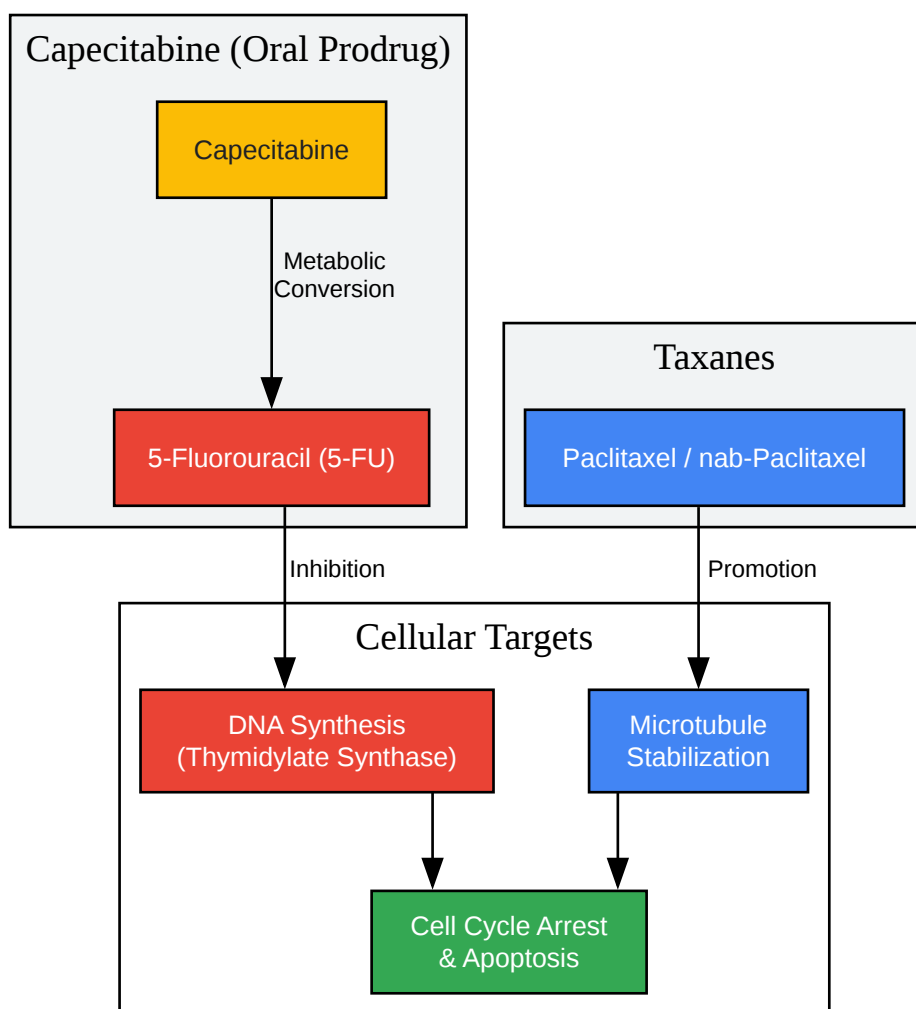 Capecitabine (Oral Prodrug)
Capecitabine
Metabolic
Conversion
5-Fluorouracil (5-FU)
Taxanes
Paclitaxel / nab-Paclitaxel
Inhibition
Promotion
Cellular Targets
DNA Synthesis
(Thymidylate Synthase)
Microtubule
Stabilization
Cell Cycle Arrest
& Apoptosis